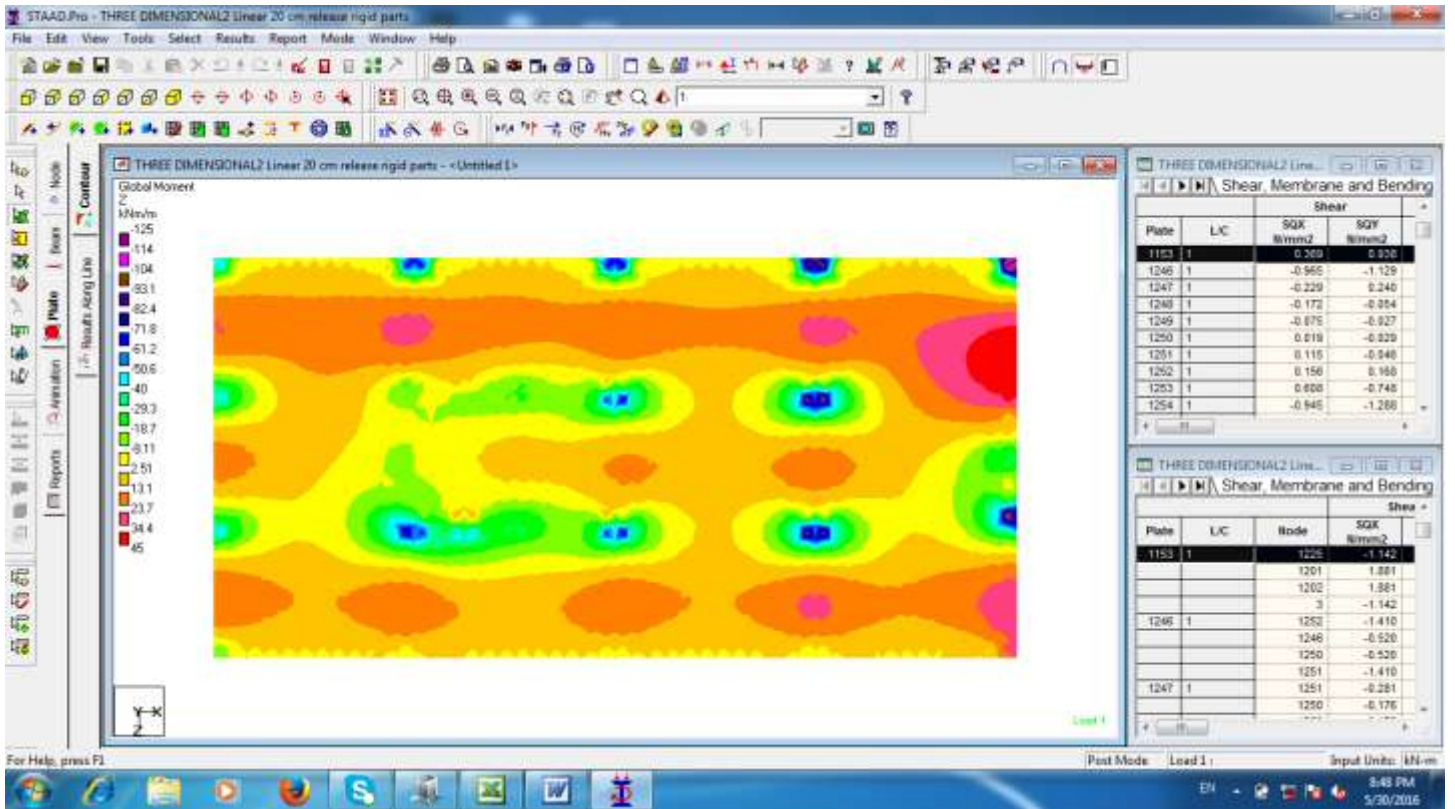 STAAD.Pro - THREE DIMENSIONAL2 Linear 20 cm release rigid parts
File Edit View Tools Select Results Report Mode Window Help
1
Node
Beam
Plate
Animation
Reports
Contour
Results Along Line
THREE DIMENSIONAL2 Linear 20 cm release rigid parts - <Untitled 1>
Global Moment
Z
kNm/m
-125
-114
-104
-93.1
-82.4
-71.8
-61.2
-50.6
-40
-29.3
-18.7
-8.11
2.51
13.1
23.7
34.4
45
Y X
Z
Load 1
THREE DIMENSIONAL2 Line...
Shear, Membrane and Bending
Shear
Plate L/C SQX N/mm2 SQY N/mm2
1153 1 0.369
1246 1 -0.965 -1.129
1247 1 -0.229 0.240
1248 1 -0.172 -0.054
1249 1 -0.075 -0.027
1250 1 0.019 -0.029
1251 1 0.115 -0.046
1252 1 0.156 0.168
1253 1 0.608 -0.748
1254 1 -0.945 -1.288
THREE DIMENSIONAL2 Line...
Shear, Membrane and Bending
Shea
Plate L/C Node SQX N/mm2
1153 1 1225 -1.142
1201 1.881
1202 1.881
3 -1.142
1246 1 1252 -1.410
1246 -0.520
1250 -0.520
1251 -1.410
1247 1 1251 -0.281
1250 -0.176
For Help, press F1
Post Mode Load 1 : Input Units: kN-m
EN
8:48 PM
5/30/2016